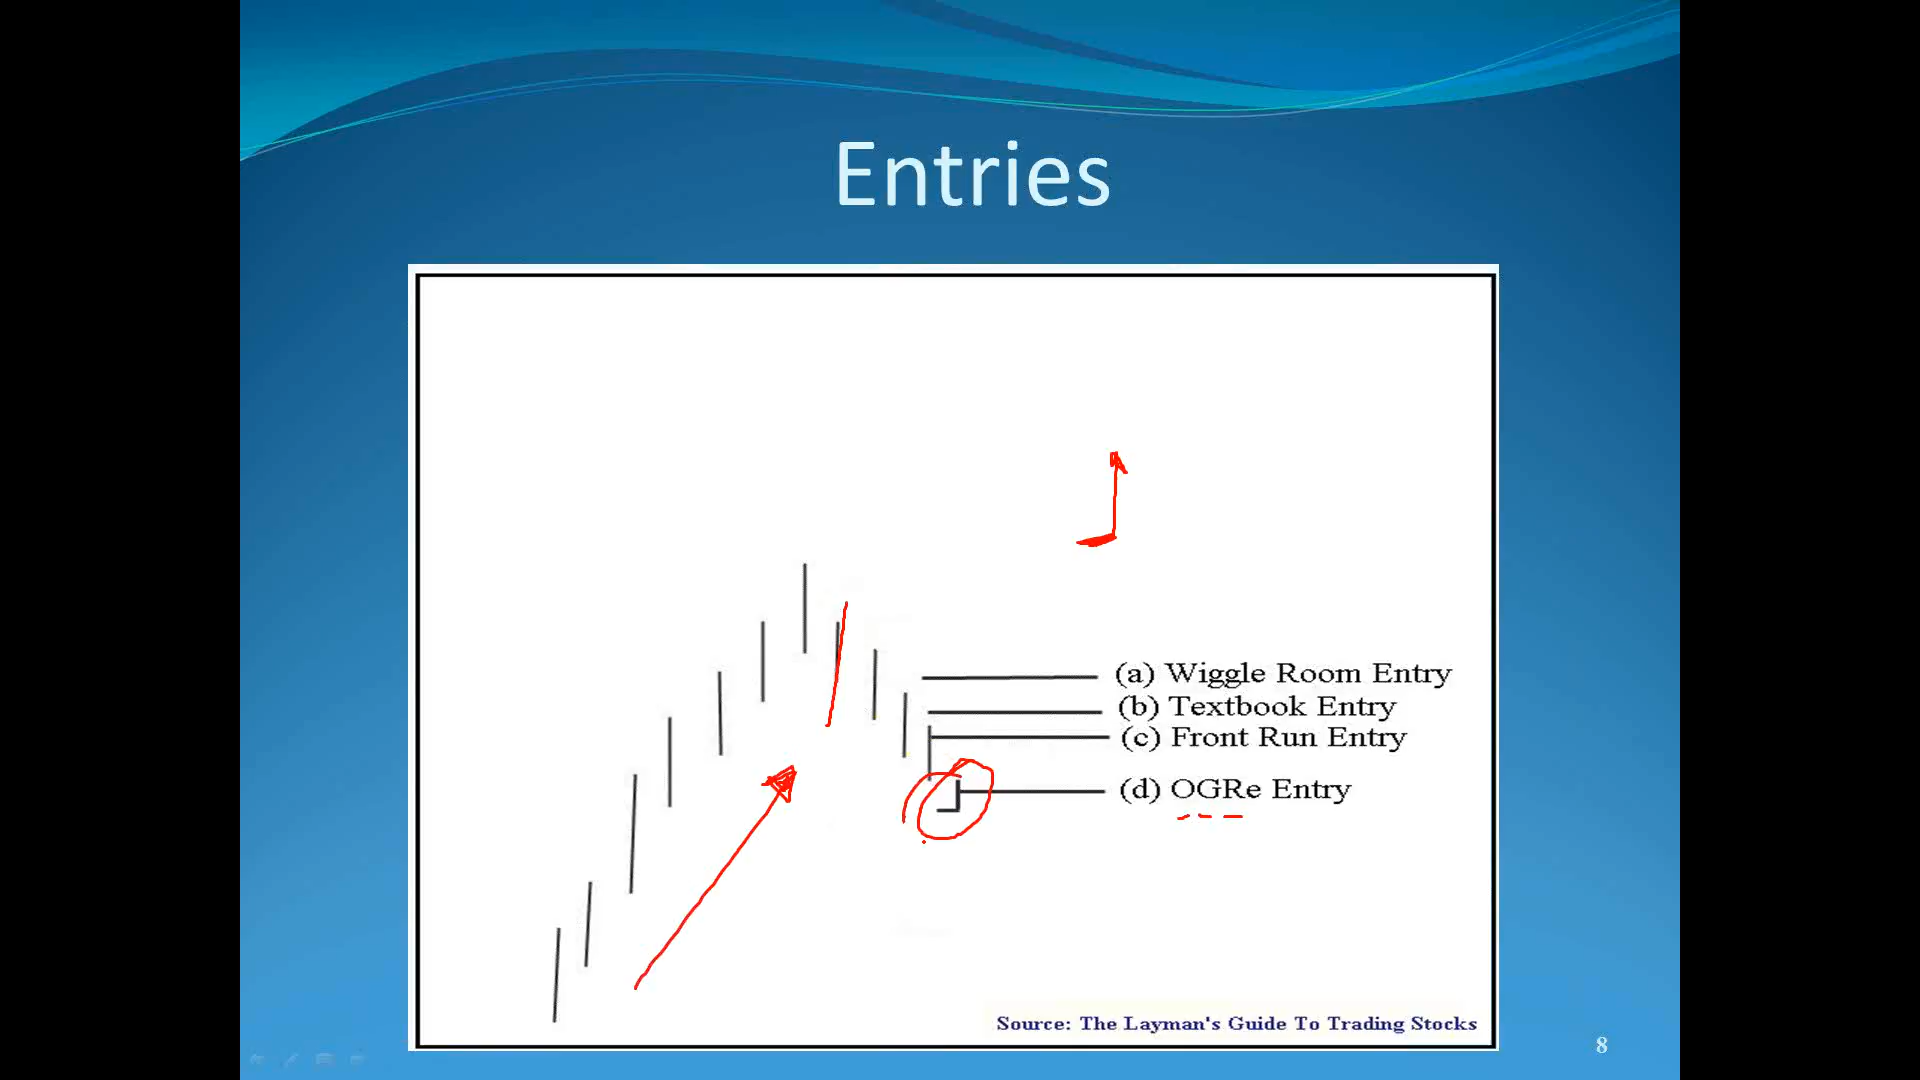 Entries
(a) Wiggle Room Entry
(b) Textbook Entry
(c) Front Run Entry
(d) OGRe Entry
Source: The Layman's Guide To Trading Stocks
8